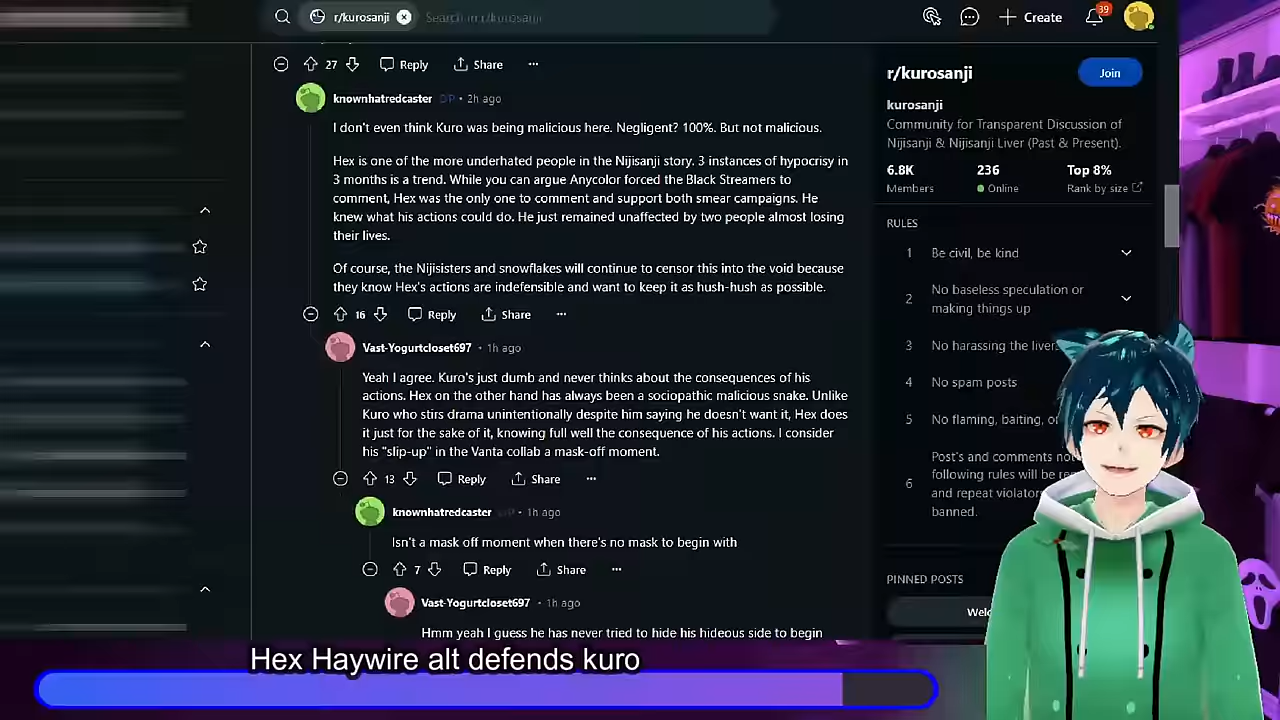 r/kurosanji
Search in r/kurosanji
Create
39
27
Reply
Share
knownhatredcaster OP • 2h ago
I don't even think Kuro was being malicious here. Negligent? 100%. But not malicious.
Hex is one of the more underhated people in the Nijisanji story. 3 instances of hypocrisy in
3 months is a trend. While you can argue Anycolor forced the Black Streamers to
comment, Hex was the only one to comment and support both smear campaigns. He
knew what his actions could do. He just remained unaffected by two people almost losing
their lives.
Of course, the Nijisisters and snowflakes will continue to censor this into the void because
they know Hex's actions are indefensible and want to keep it as hush-hush as possible.
16
Reply
Share
Vast-Yogurtcloset697 • 1h ago
Yeah I agree. Kuro's just dumb and never thinks about the consequences of his
actions. Hex on the other hand has always been a sociopathic malicious snake. Unlike
Kuro who stirs drama unintentionally despite him saying he doesn't want it, Hex does
it just for the sake of it, knowing full well the consequence of his actions. I consider
his "slip-up" in the Vanta collab a mask-off moment.
13
Reply
Share
knownhatredcaster OP • 1h ago
Isn't a mask off moment when there's no mask to begin with
7
Reply
Share
Vast-Yogurtcloset697 • 1h ago
Hmm yeah I guess he has never tried to hide his hideous side to begin
r/kurosanji
Join
kurosanji
Community for Transparent Discussion of
Nijisanji & Nijisanji Liver (Past & Present).
6.8K 236 Top 8%
Members Online Rank by size
RULES
1 Be civil, be kind
2 No baseless speculation or
making things up
3 No harassing the liver
4 No spam posts
5 No flaming, baiting, or
6 Post's and comments not
following rules will be re
and repeat violators
banned.
PINNED POSTS
Welc
Hex Haywire alt defends kuro